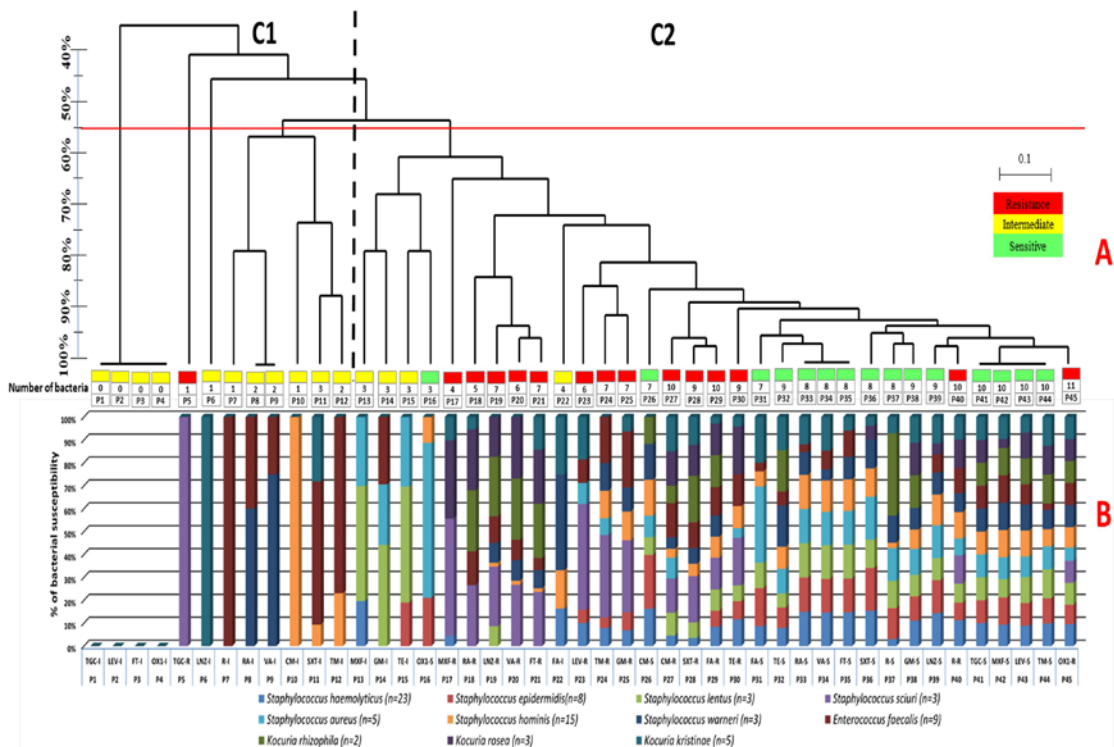 C1
C2
40%
50%
60%
70%
80%
90%
100%
0.1
Resistance
Intermediate
Sensitive
A
Number of bacteria
0 0 0 0 1 1 1 2 2 1 3 2 3 3 3 3 4 5 7 6 7 4 6 7 7 7 10 9 10 9 7 9 8 8 8 8 8 9 9 10 10 10 10 10 11
P1 P2 P3 P4 P5 P6 P7 P8 P9 P10 P11 P12 P13 P14 P15 P16 P17 P18 P19 P20 P21 P22 P23 P24 P25 P26 P27 P28 P29 P30 P31 P32 P33 P34 P35 P36 P37 P38 P39 P40 P41 P42 P43 P44 P45
B
% of bacterial susceptibility
100%
90%
80%
70%
60%
50%
40%
30%
20%
10%
0%
TGC-I LEV-I FT-I OX1-I TGC-R LNZ-I R-I RA-I VA-I CM-I SXT-I TM-I MXF-I GM-I TE-I OX1-S MXF-R RA-R LNZ-R VA-R FT-R FA-I LEV-R TM-R GM-R CM-S CM-R SXT-R FA-R TE-R FA-S TE-S RA-S VA-S FT-S SXT-S R-S GM-S LNZ-S R-R TGC-S MXF-S LEV-S TM-S OX1-R
P1 P2 P3 P4 P5 P6 P7 P8 P9 P10 P11 P12 P13 P14 P15 P16 P17 P18 P19 P20 P21 P22 P23 P24 P25 P26 P27 P28 P29 P30 P31 P32 P33 P34 P35 P36 P37 P38 P39 P40 P41 P42 P43 P44 P45
Staphylococcus haemolyticus (n=23) Staphylococcus epidermidis(n=8) Staphylococcus lentus (n=3) Staphylococcus sciuri (n=3)
Staphylococcus aureus (n=5) Staphylococcus hominis (n=15) Staphylococcus warneri (n=3) Enterococcus faecalis (n=9)
Kocuria rhizophila (n=2) Kocuria rosea (n=3) Kocuria kristinae (n=5)